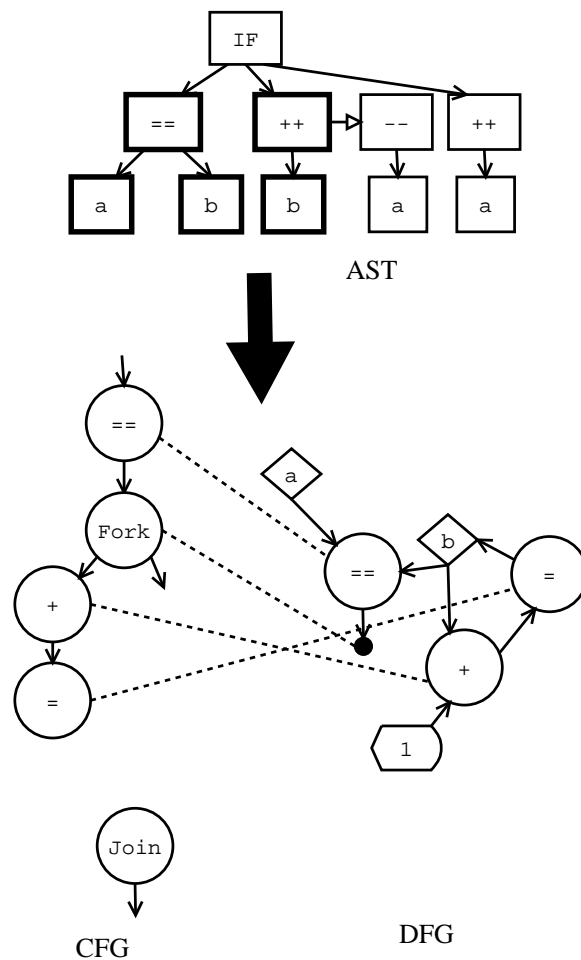 IF
== ++ -- ++
a b b a a
AST
==
a
Fork
b
==
=
+
+
=
1
Join
CFG
DFG